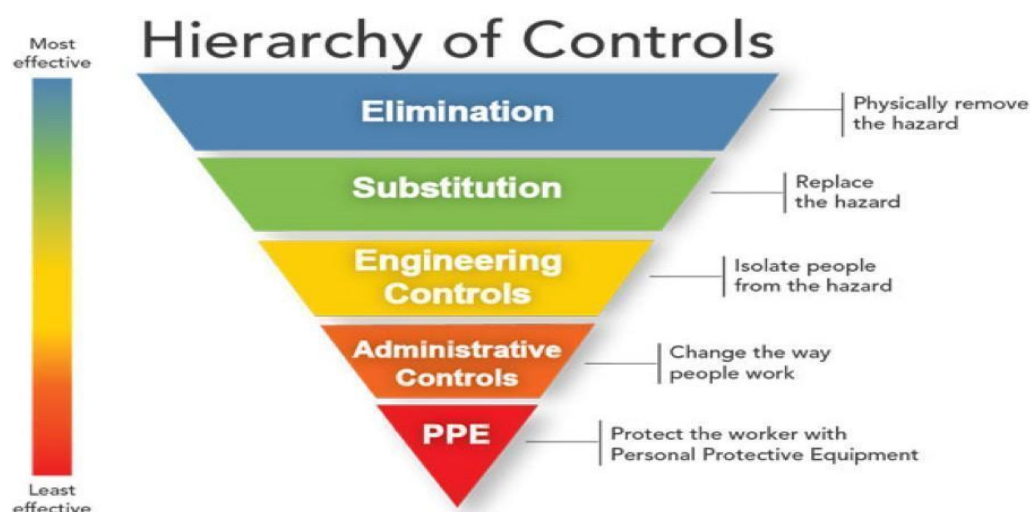 Hierarchy of Controls
Most
effective
Elimination
Physically remove
the hazard
Substitution
Replace
the hazard
Engineering
Controls
Isolate people
from the hazard
Administrative
Controls
Change the way
people work
PPE
Protect the worker with
Personal Protective Equipment
Least
effective